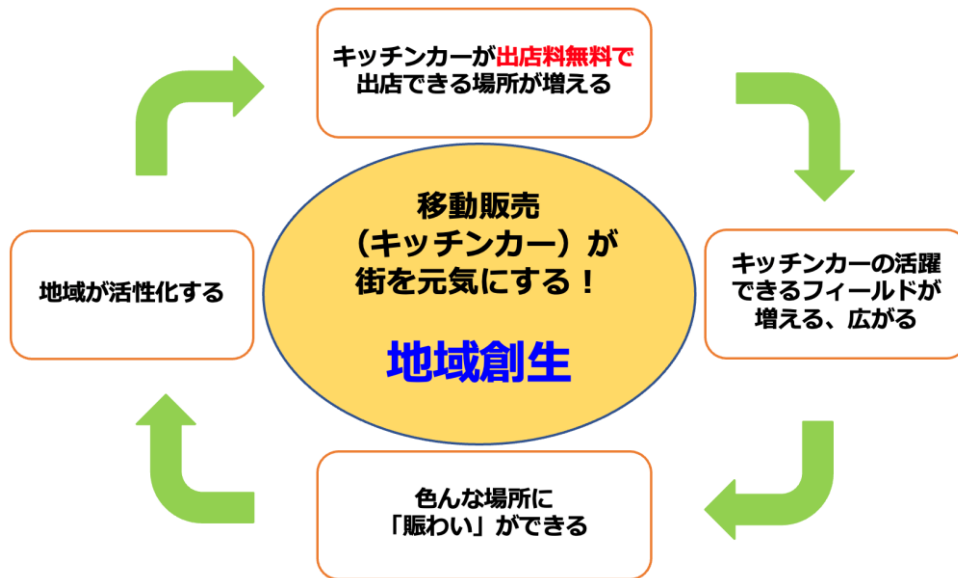 キッチンカーが出店料無料で
出店できる場所が増える
移動販売
（キッチンカー）が
街を元気にする！
地域創生
キッチンカーの活躍
できるフィールドが
増える、広がる
色んな場所に
「賑わい」ができる
地域が活性化する